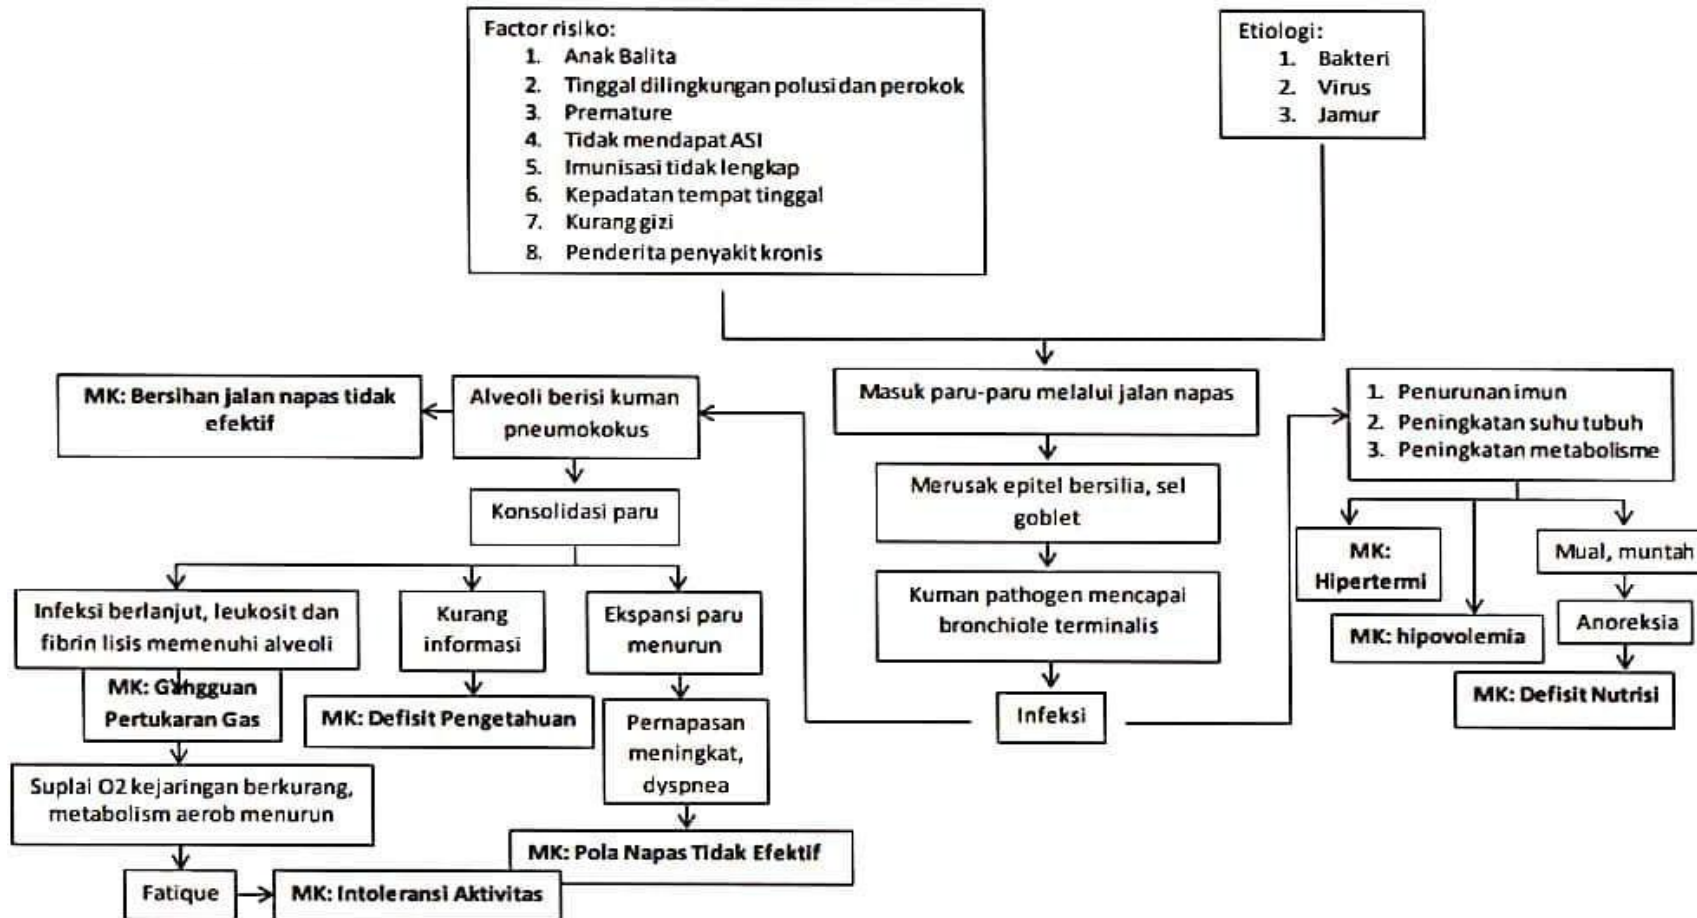 Factor risiko:
1. Anak Balita
2. Tinggal dilingkungan polusi dan perokok
3. Premature
4. Tidak mendapat ASI
5. Imunisasi tidak lengkap
6. Kepadatan tempat tinggal
7. Kurang gizi
8. Penderita penyakit kronis
Etiologi:
1. Bakteri
2. Virus
3. Jamur
MK: Bersihan jalan napas tidak
efektif
Alveoli berisi kuman
pneumokokus
Masuk paru-paru melalui jalan napas
1. Penurunan imun
2. Peningkatan suhu tubuh
3. Peningkatan metabolisme
Konsolidasi paru
Merusak epitel bersilia, sel
goblet
MK:
Hipertermi
Mual, muntah
Infeksi berlanjut, leukosit dan
fibrin lisis memenuhi alveoli
Kurang
informasi
Ekspansi paru
menurun
Kuman pathogen mencapai
bronchiole terminalis
MK: hipovolemia
Anoreksia
MK: Gangguan
Pertukaran Gas
MK: Defisit Pengetahuan
Pernapasan
meningkat,
dyspnea
Infeksi
MK: Defisit Nutrisi
Suplai O2 kejaringan berkurang,
metabolism aerob menurun
MK: Pola Napas Tidak Efektif
Fatique
MK: Intoleransi Aktivitas